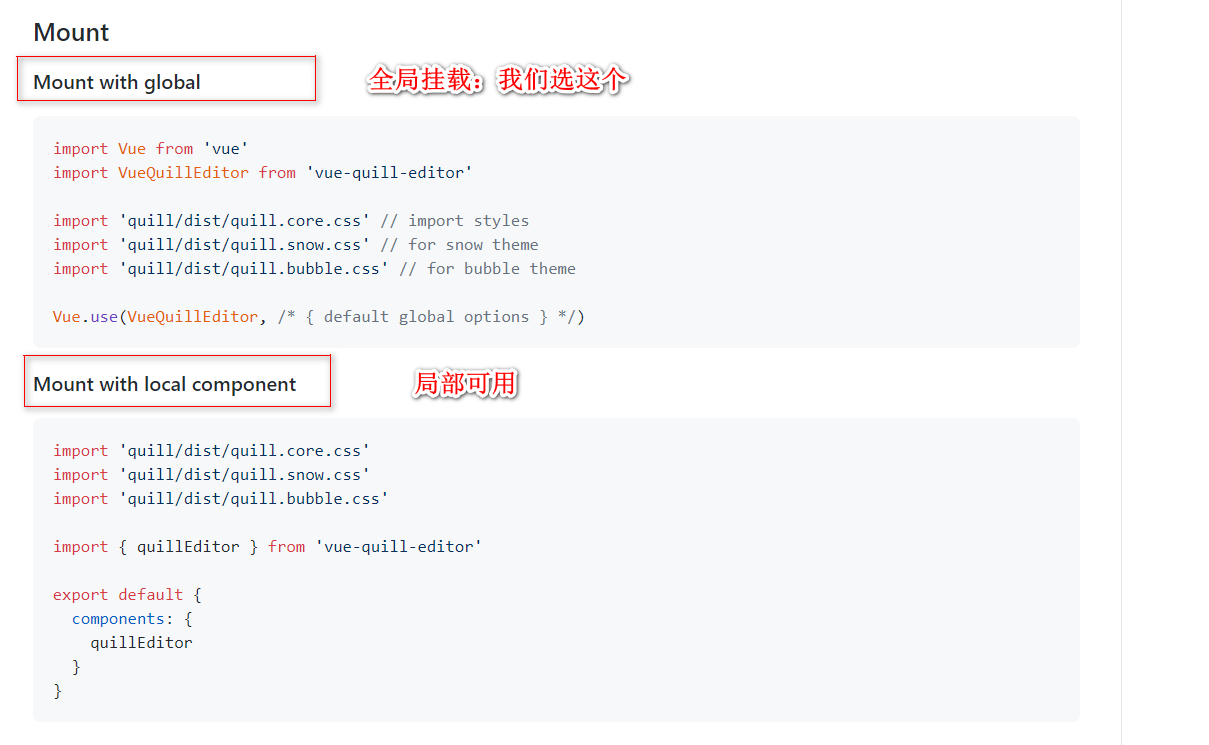 Mount
Mount with global
全局挂载：我们选这个
import Vue from 'vue'
import VueQuillEditor from 'vue-quill-editor'
import 'quill/dist/quill.core.css' // import styles
import 'quill/dist/quill.snow.css' // for snow theme
import 'quill/dist/quill.bubble.css' // for bubble theme
Vue.use(VueQuillEditor, /* { default global options } */)
Mount with local component
局部可用
import 'quill/dist/quill.core.css'
import 'quill/dist/quill.snow.css'
import 'quill/dist/quill.bubble.css'
import { quillEditor } from 'vue-quill-editor'
export default {
components: {
quillEditor
}
}